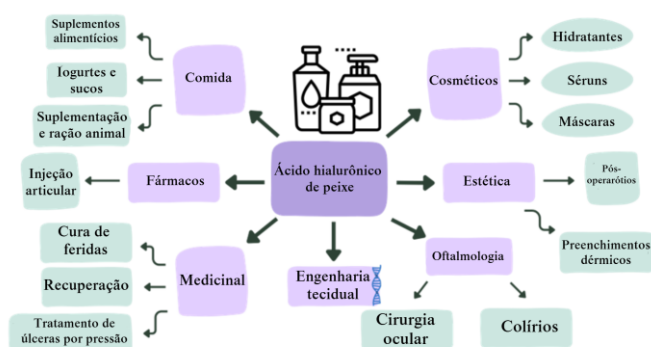 Suplementos
alimentícios
Iogurtes e
sucos
Suplementação
e ração animal
Comida
Cosméticos
Hidratantes
Séruns
Máscaras
Injeção
articular
Fármacos
Ácido hialurônico
de peixe
Estética
Pós-
operarótios
Preenchimentos
dérmicos
Cura de
feridas
Recuperação
Tratamento de
úlceras por pressão
Medicinal
Engenharia
tecidual
Oftalmologia
Cirurgia
ocular
Colírios